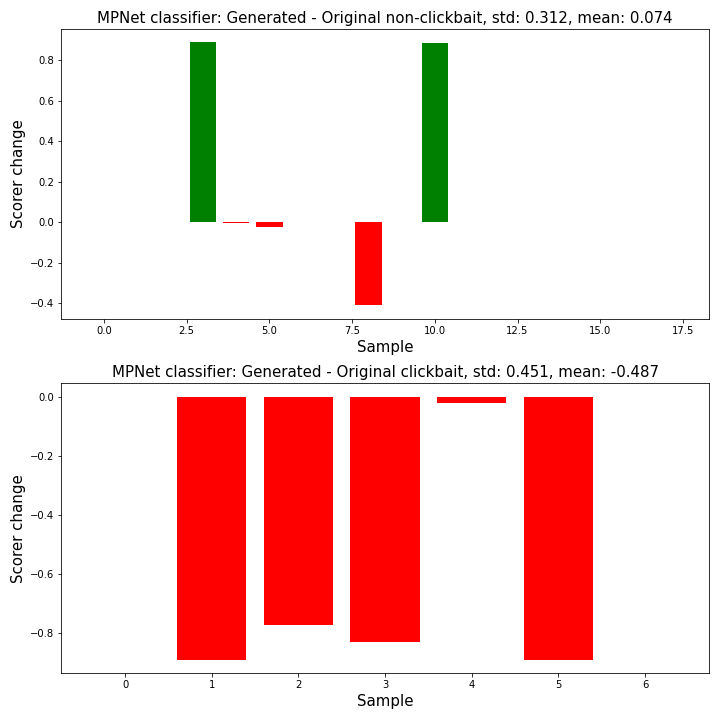 MPNet classifier: Generated - Original non-clickbait, std: 0.312, mean: 0.074
Scorer change
0.8
0.6
0.4
0.2
0.0
−0.2
−0.4
0.0 2.5 5.0 7.5 10.0 12.5 15.0 17.5
Sample
MPNet classifier: Generated - Original clickbait, std: 0.451, mean: -0.487
Scorer change
0.0
−0.2
−0.4
−0.6
−0.8
0 1 2 3 4 5 6
Sample